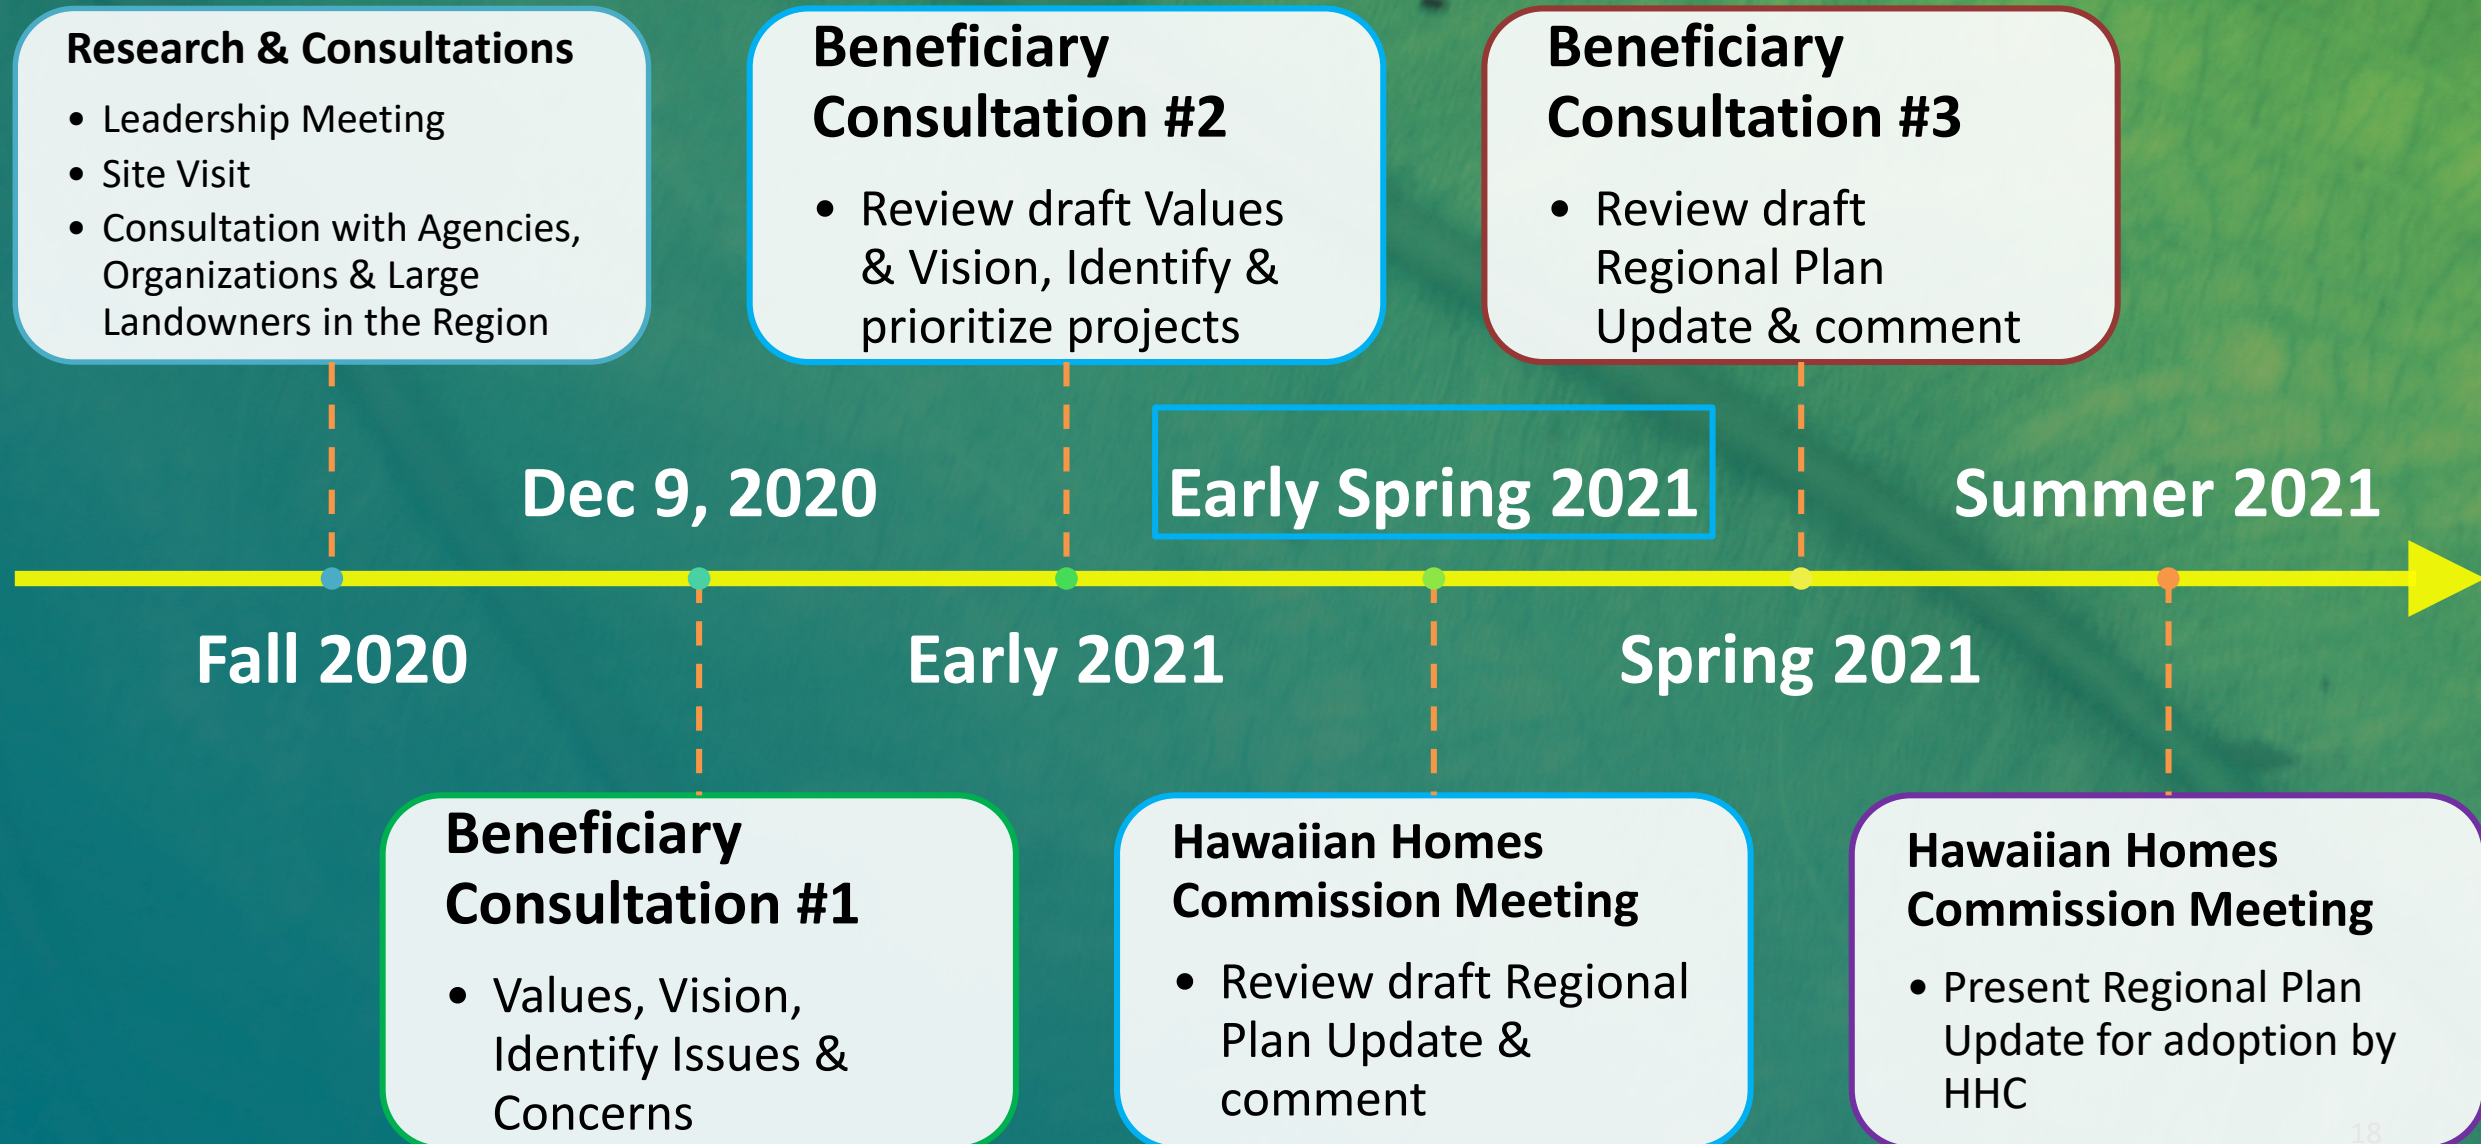 Research & Consultations
• Leadership Meeting
• Site Visit
• Consultation with Agencies,
Organizations & Large
Landowners in the Region
Beneficiary
Consultation #2
• Review draft Values
& Vision, Identify &
prioritize projects
Beneficiary
Consultation #3
• Review draft
Regional Plan
Update & comment
Dec 9, 2020
Early Spring 2021
Summer 2021
Fall 2020
Early 2021
Spring 2021
Beneficiary
Consultation #1
• Values, Vision,
Identify Issues &
Concerns
Hawaiian Homes
Commission Meeting
• Review draft Regional
Plan Update &
comment
Hawaiian Homes
Commission Meeting
• Present Regional Plan
Update for adoption by
HHC
18